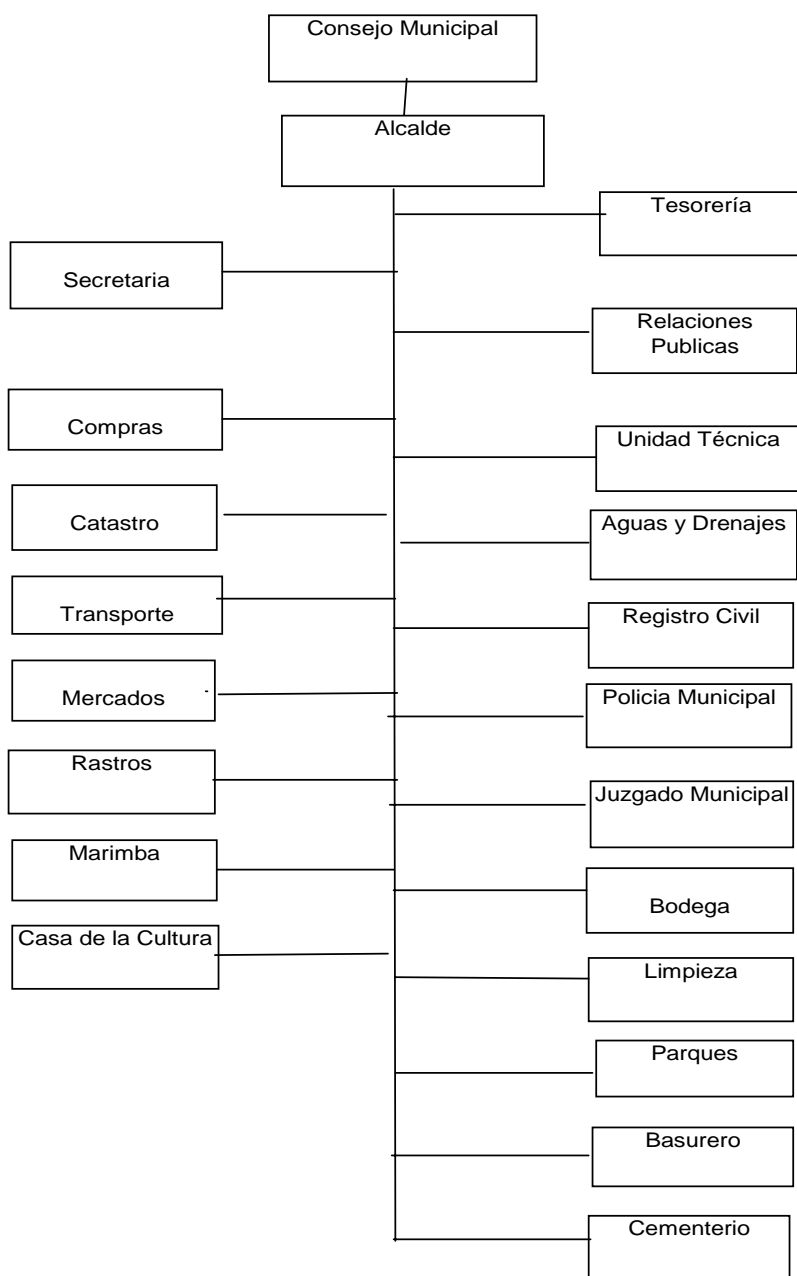 Consejo Municipal
Alcalde
Tesorería
Secretaria
Relaciones
Publicas
Compras
Unidad Técnica
Catastro
Aguas y Drenajes
Transporte
Registro Civil
Mercados
Policia Municipal
Rastros
Juzgado Municipal
Marimba
Bodega
Casa de la Cultura
Limpieza
Parques
Basurero
Cementerio